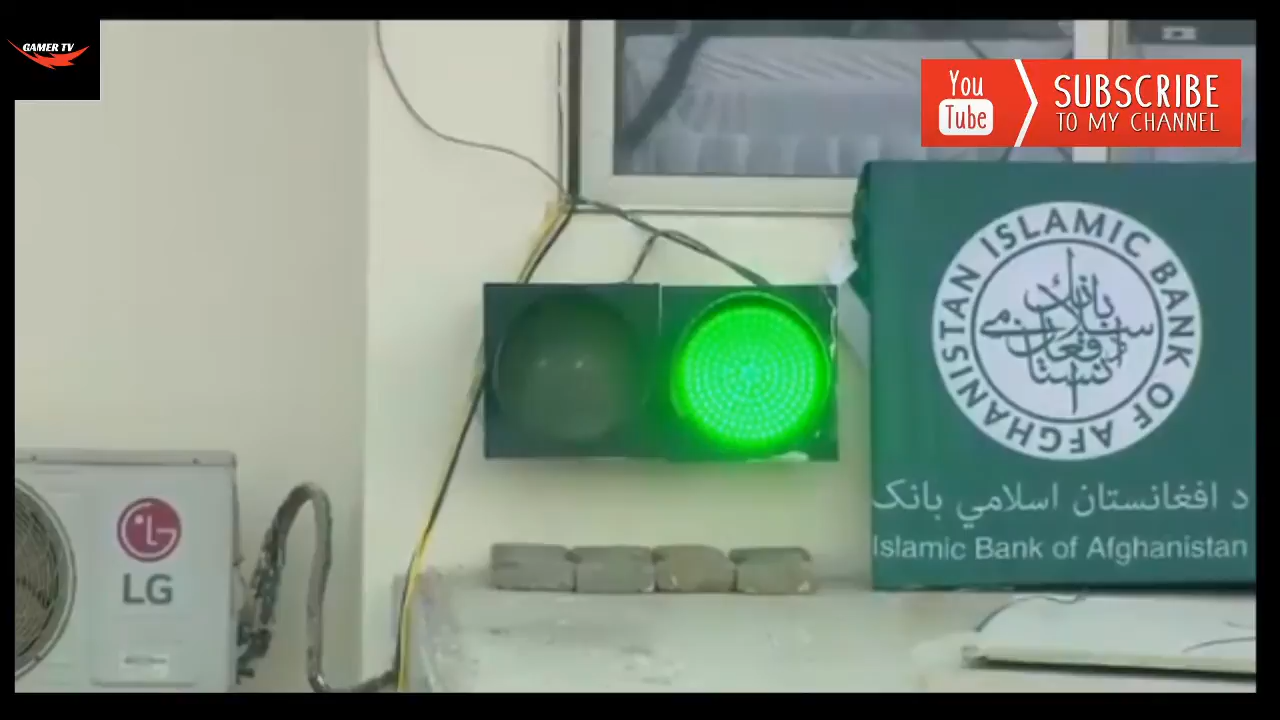 GAMER TV
You
Tube
SUBSCRIBE
TO MY CHANNEL
ISLAMIC BANK OF AFGHANISTAN
د افغانستان اسلامي بانک
Islamic Bank of Afghanistan
LG